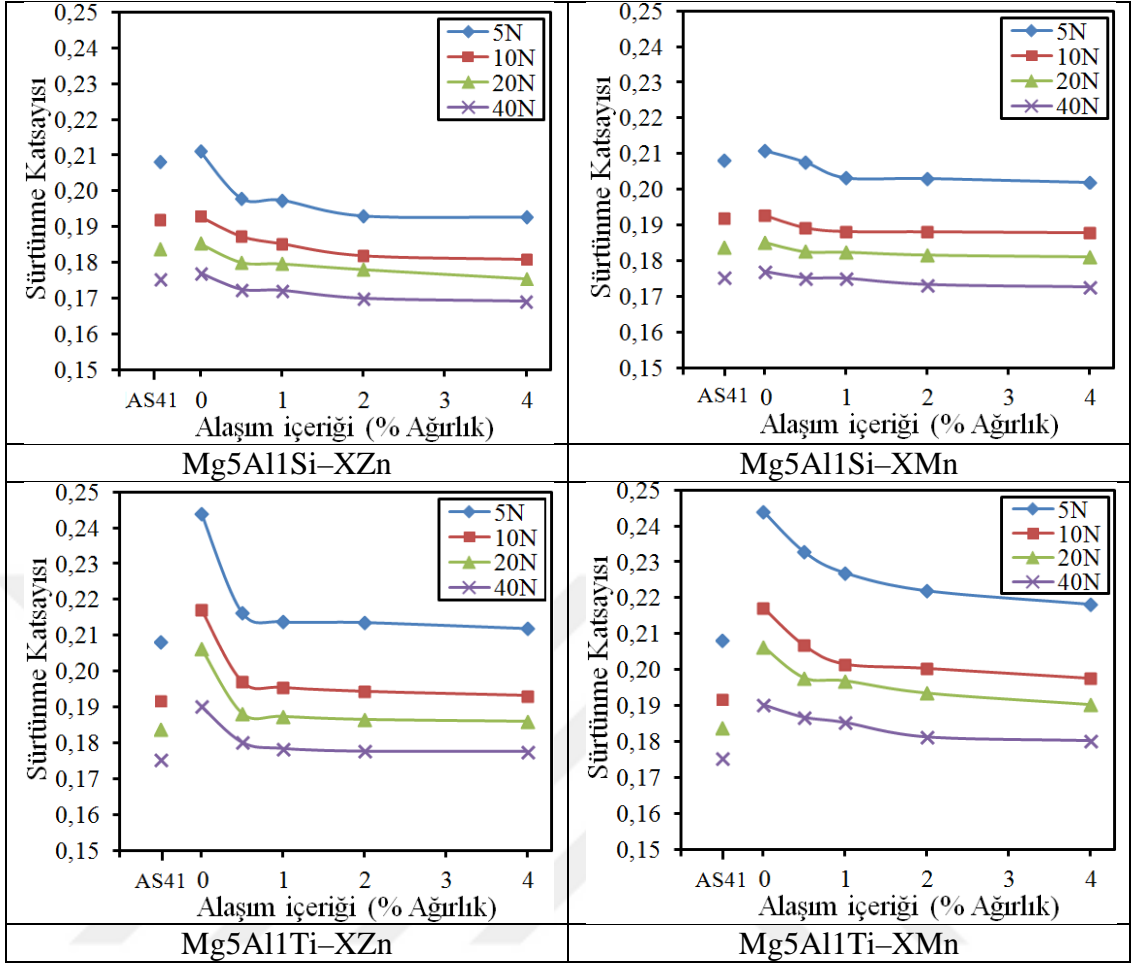 0,25
0,24
0,23
0,22
0,21
0,20
0,19
0,18
0,17
0,16
0,15
Sürtünme Katsayısı
5N
10N
20N
40N
AS41 0 1 2 3 4
Alaşım içeriği (% Ağırlık)
Mg5Al1Si–XZn
0,25
0,24
0,23
0,22
0,21
0,20
0,19
0,18
0,17
0,16
0,15
Sürtünme Katsayısı
5N
10N
20N
40N
AS41 0 1 2 3 4
Alaşım içeriği (% Ağırlık)
Mg5Al1Si–XMn
0,25
0,24
0,23
0,22
0,21
0,20
0,19
0,18
0,17
0,16
0,15
Sürtünme Katsayısı
5N
10N
20N
40N
AS41 0 1 2 3 4
Alaşım içeriği (% Ağırlık)
Mg5Al1Ti–XZn
0,25
0,24
0,23
0,22
0,21
0,20
0,19
0,18
0,17
0,16
0,15
Sürtünme Katsayısı
5N
10N
20N
40N
AS41 0 1 2 3 4
Alaşım içeriği (% Ağırlık)
Mg5Al1Ti–XMn